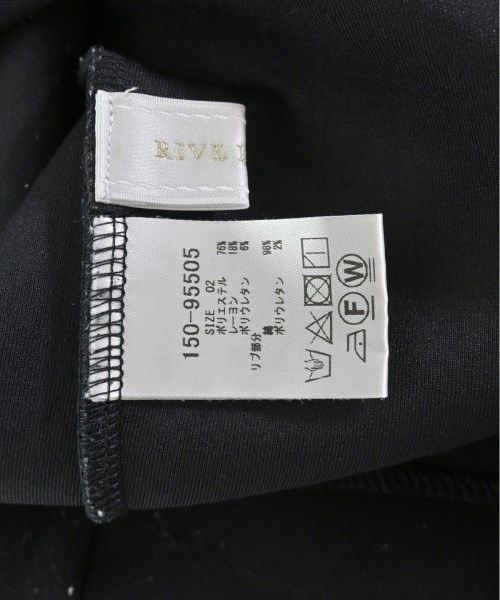 RIVE
150-95505
SIZE 02
ポリエステル 76%
レーヨン 18%
ポリウレタン 6%
リブ部分
綿 98%
ポリウレタン 2%
F W